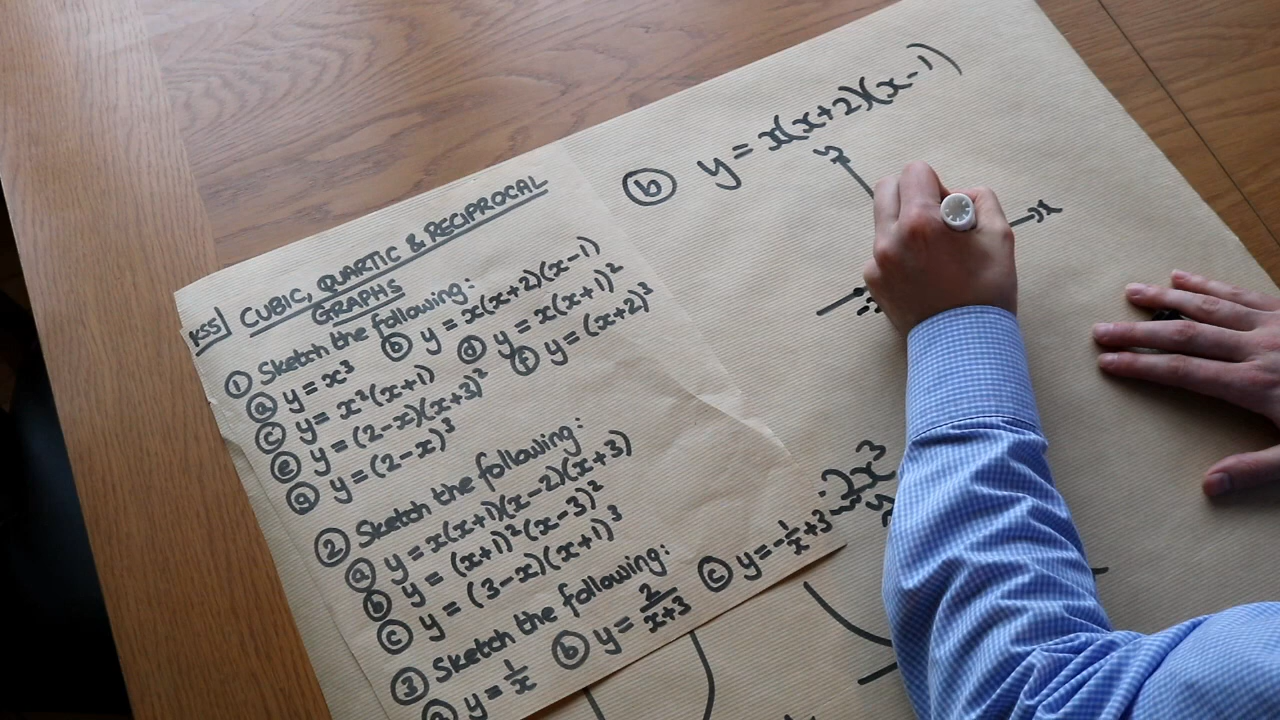 KS5 CUBIC, QUARTIC & RECIPROCAL
GRAPHS
① Sketch the following:
ⓐ y = x³ ⓑ y = x(x+2)(x-1)
ⓒ y = x²(x+1) ⓓ y = x(x+1)²
ⓔ y = (2-x)(x+3)² ⓕ y = (x+2)³
ⓖ y = (2-x)³
② Sketch the following:
ⓐ y = x(x+1)(x-2)(x+3)
ⓑ y = (x+1)²(x-3)²
ⓒ y = (3-x)(x+1)³
③ Sketch the following:
ⓐ y = 1/x ⓑ y = 2/(x+3) ⓒ y = -1/x + 3
ⓑ y = x(x+2)(x-1)
y
x
2x³
y